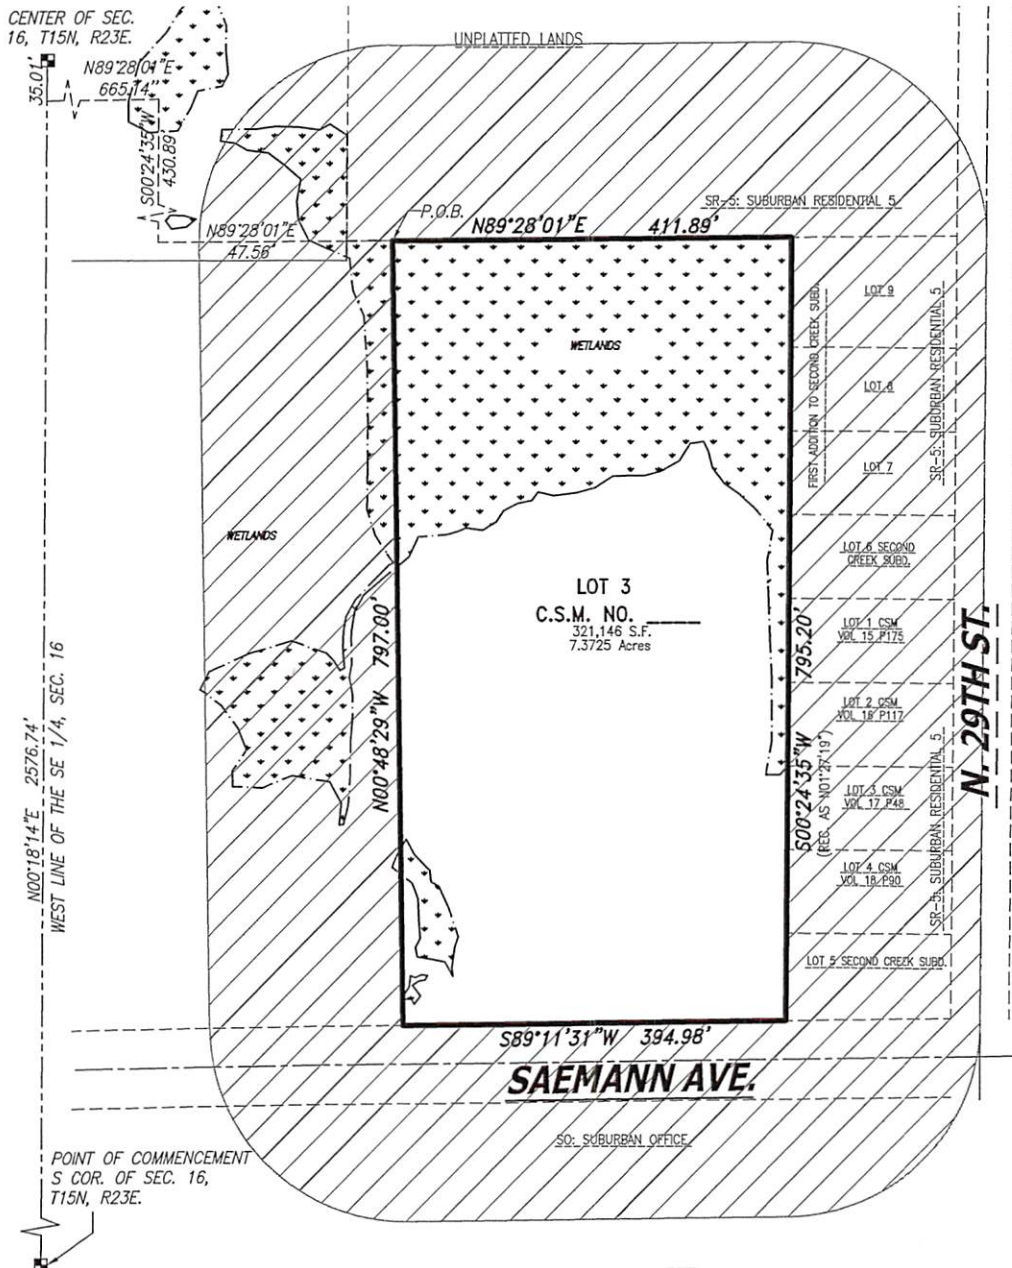 CENTER OF SEC.
16, T15N, R23E.
35.01'
N89°28'01"E
665.14"
S00°24'35"W
430.89'
UNPLATTED LANDS
SR-5: SUBURBAN RESIDENTIAL 5
P.O.B.
N89°28'01"E 411.89'
N89°28'01"E
47.56'
WETLANDS
WETLANDS
FIRST ADDITION TO SECOND CREEK SUBD.
LOT 9
LOT 8
LOT 7
SR-5: SUBURBAN RESIDENTIAL 5
LOT 6 SECOND
CREEK SUBD.
LOT 3
C.S.M. NO. ______
321,146 S.F.
7.3725 Acres
LOT 1 CSM
VOL 15 P175
LOT 2 CSM
VOL 16 P117
LOT 3 CSM
VOL 17 P48
LOT 4 CSM
VOL 18 P90
LOT 5 SECOND CREEK SUBD.
SR-5: SUBURBAN RESIDENTIAL 5
N. 29TH ST.
N00°48'29"W 797.00'
S00°24'35"W 795.20'
(REC. AS N01°27'19")
N00°18'14"E 2576.74'
WEST LINE OF THE SE 1/4, SEC. 16
S89°11'31"W 394.98'
SAEMANN AVE.
SO: SUBURBAN OFFICE
POINT OF COMMENCEMENT
S COR. OF SEC. 16,
T15N, R23E.